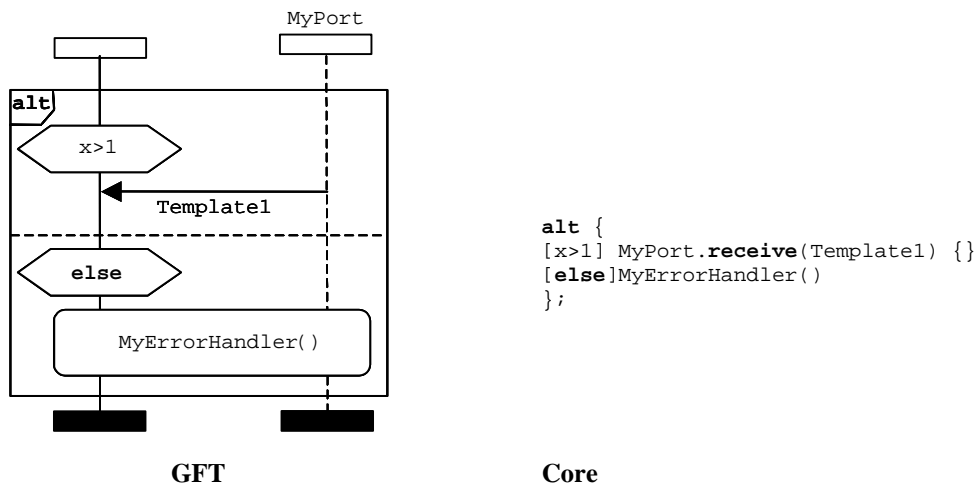 MyPort
alt
x>1
Template1
else
MyErrorHandler()
alt {
[x>1] MyPort.receive(Template1) {}
[else]MyErrorHandler()
};
GFT
Core